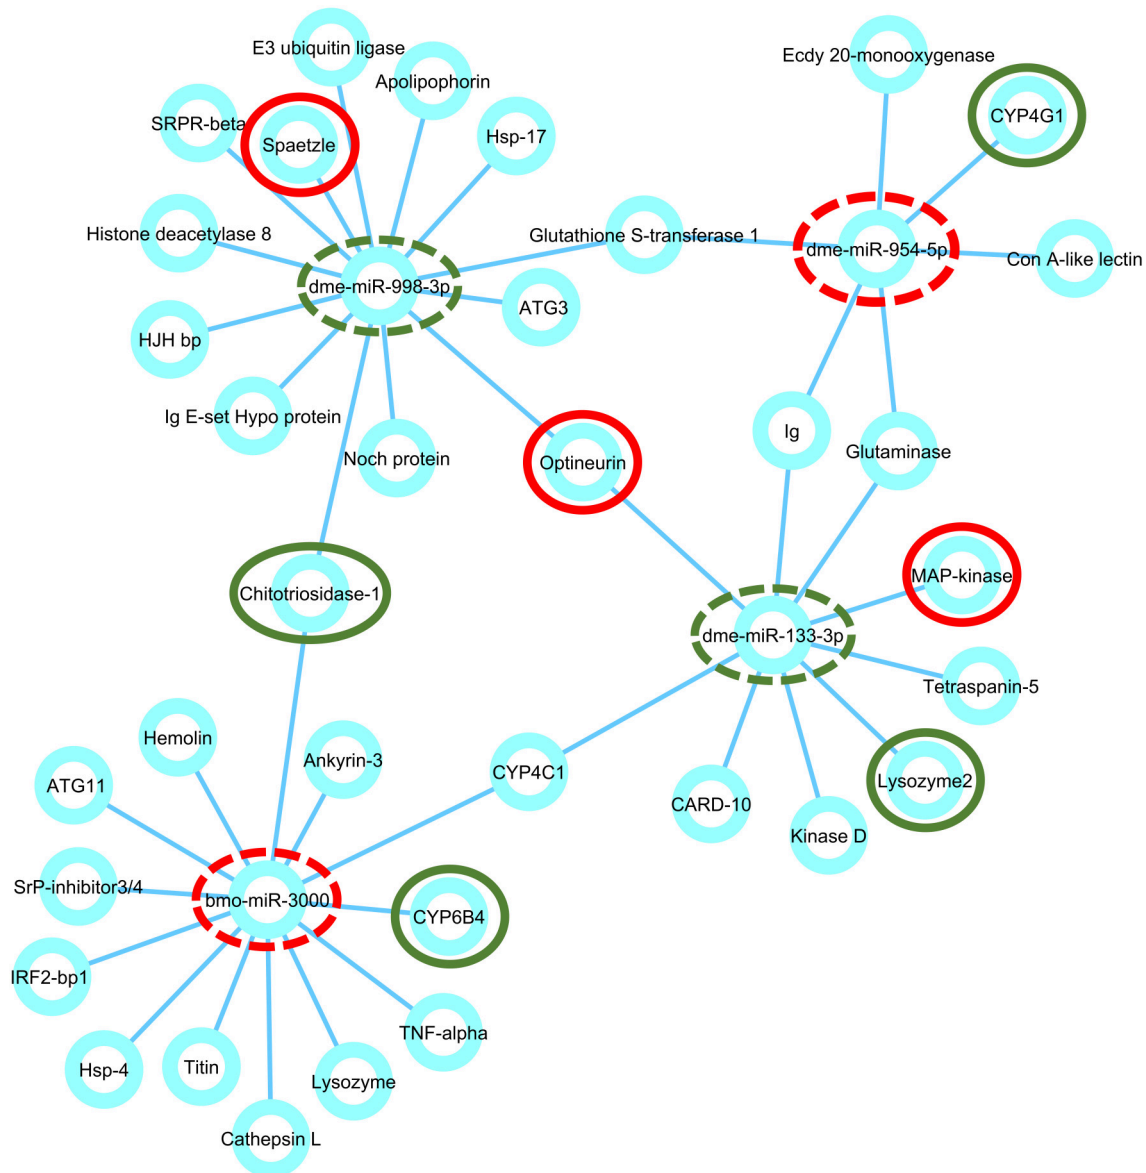 E3 ubiquitin ligase
Ecdy 20-monooxygenase
Apolipophorin
CYP4G1
SRPR-beta
Hsp-17
Spaetzle
Histone deacetylase 8
Glutathione S-transferase 1
dme-miR-954-5p
Con A-like lectin
dme-miR-998-3p
ATG3
HJH bp
Ig E-set Hypo protein
Ig
Noch protein
Optineurin
Glutaminase
MAP-kinase
Chitotriosidase-1
dme-miR-133-3p
Tetraspanin-5
Hemolin
Ankyrin-3
CYP4C1
ATG11
CARD-10
Lysozyme2
Kinase D
SrP-inhibitor3/4
bmo-miR-3000
CYP6B4
IRF2-bp1
TNF-alpha
Hsp-4
Titin
Lysozyme
Cathepsin L